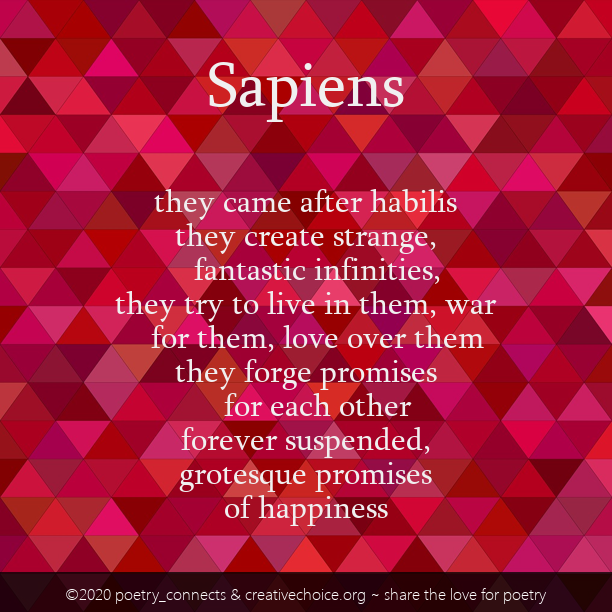 Sapiens
they came after habilis
they create strange,
fantastic infinities,
they try to live in them, war
for them, love over them
they forge promises
for each other
forever suspended,
grotesque promises
of happiness
©2020 poetry_connects & creativechoice.org ~ share the love for poetry